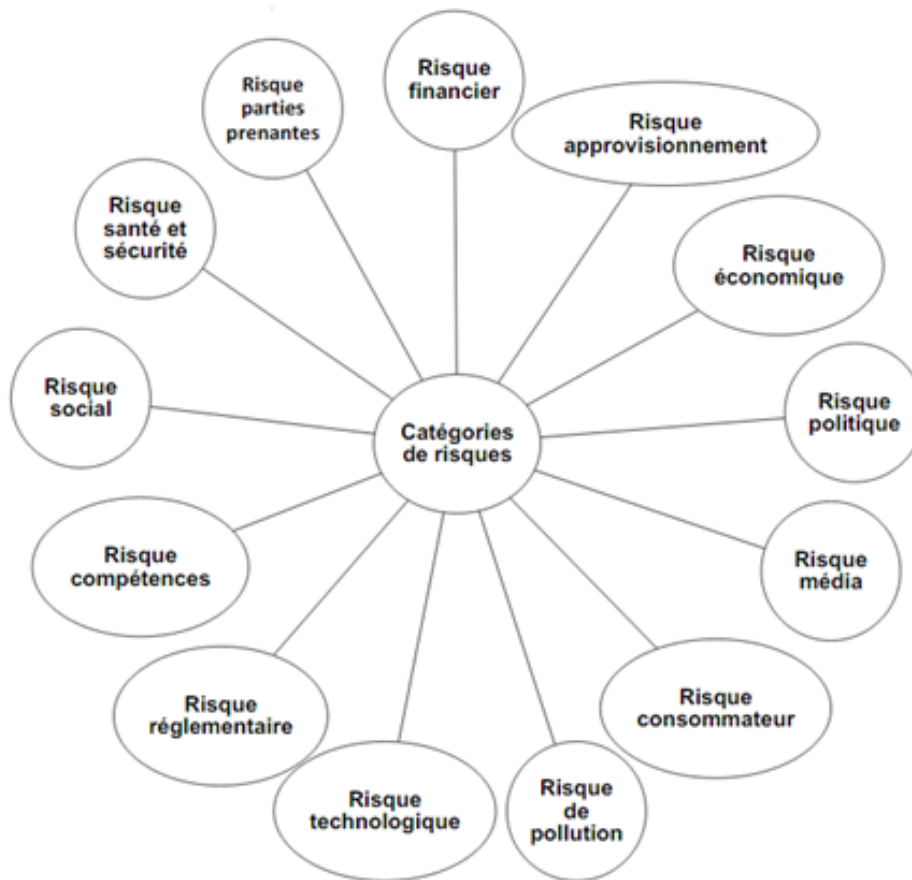 Risque
financier
Risque
parties
prenantes
Risque
approvisionnement
Risque
santé et
sécurité
Risque
économique
Risque
social
Risque
politique
Catégories
de risques
Risque
compétences
Risque
média
Risque
réglementaire
Risque
consommateur
Risque
technologique
Risque
de
pollution